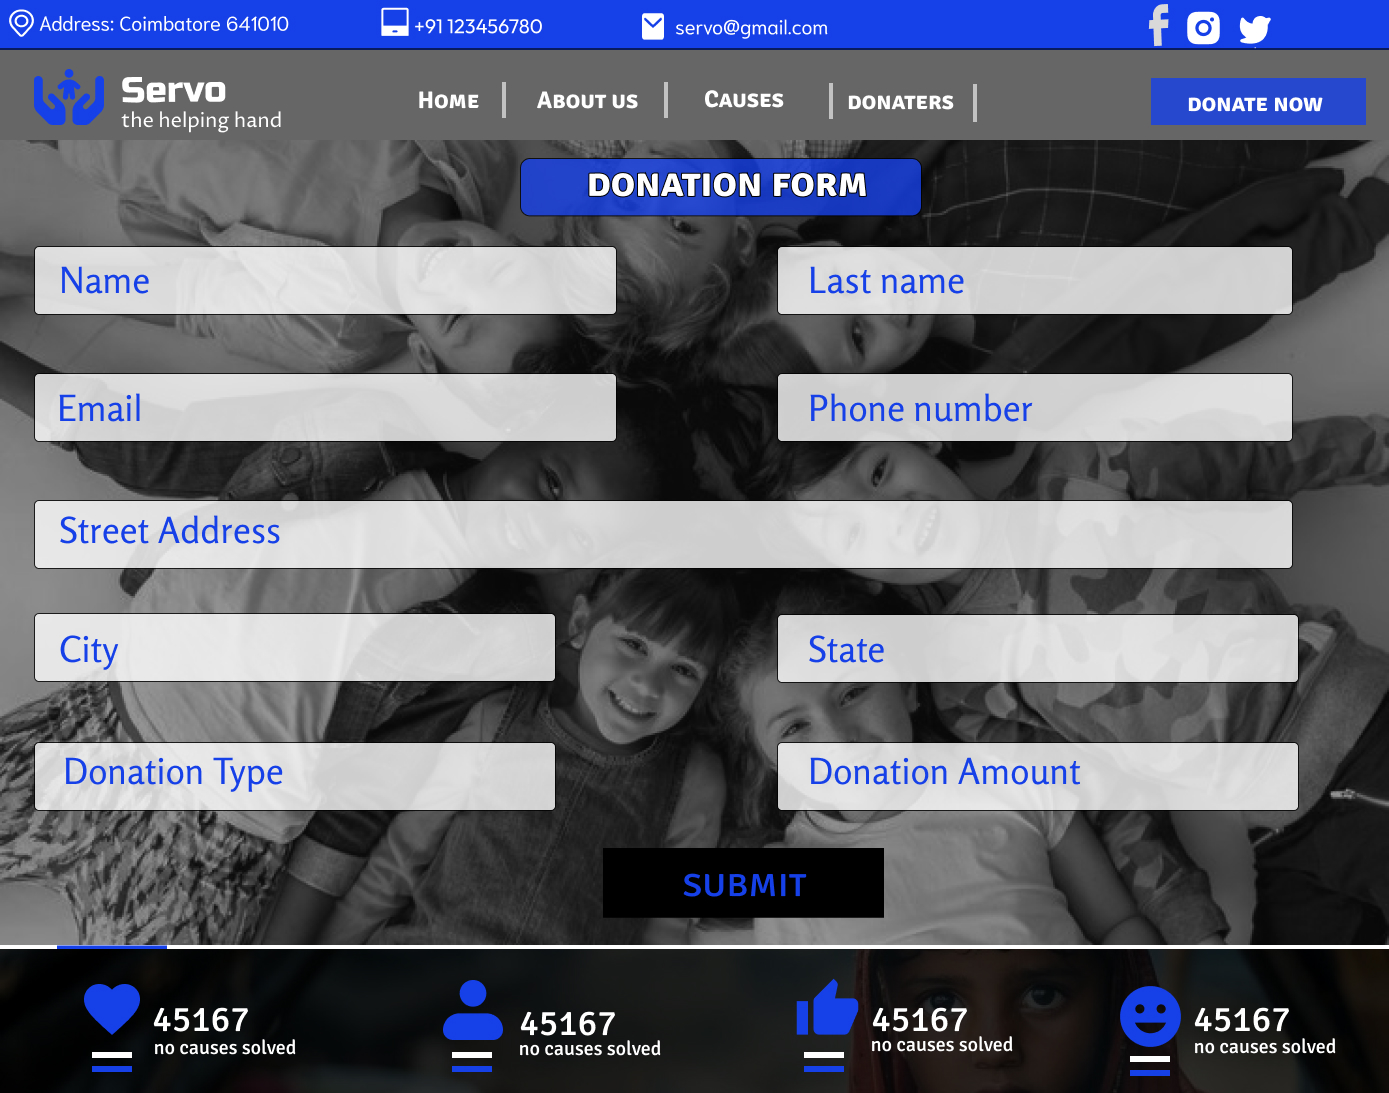 Address: Coimbatore 641010
+91 123456780
servo@gmail.com
Servo
the helping hand
Home
About us
Causes
donaters
donate now
DONATION FORM
Name
Last name
Email
Phone number
Street Address
City
State
Donation Type
Donation Amount
SUBMIT
45167
no causes solved
45167
no causes solved
45167
no causes solved
45167
no causes solved